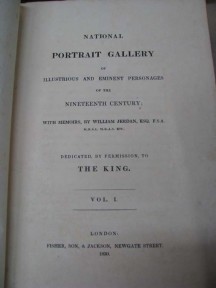 NATIONAL
PORTRAIT GALLERY
OF
ILLUSTRIOUS AND EMINENT PERSONAGES
OF THE
NINETEENTH CENTURY;
WITH MEMOIRS, BY WILLIAM JERDAN, ESQ. F.S.A.
DEDICATED, BY PERMISSION, TO
THE KING.
VOL. I.
LONDON:
FISHER, SON, & JACKSON, NEWGATE STREET.
1830.